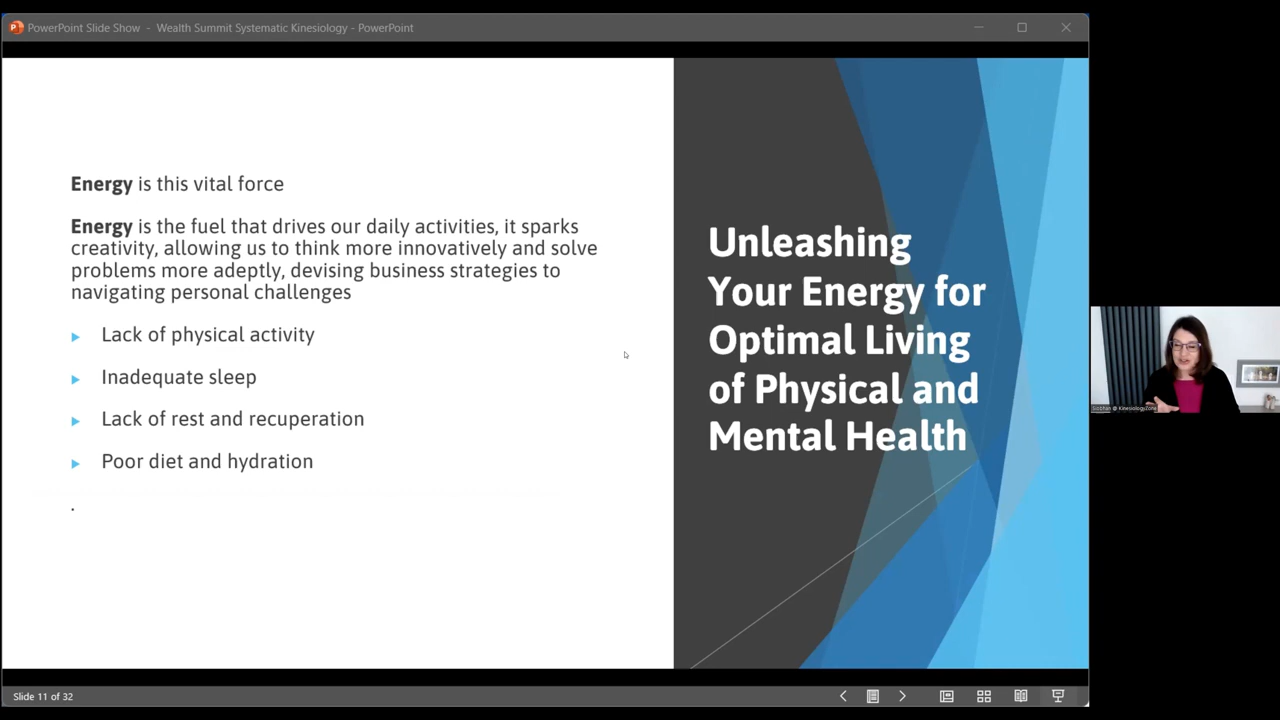 PowerPoint Slide Show - Wealth Summit Systematic Kinesiology - PowerPoint
Energy is this vital force
Energy is the fuel that drives our daily activities, it sparks
creativity, allowing us to think more innovatively and solve
problems more adeptly, devising business strategies to
navigating personal challenges
Lack of physical activity
Inadequate sleep
Lack of rest and recuperation
Poor diet and hydration
.
Unleashing
Your Energy for
Optimal Living
of Physical and
Mental Health
Siobhan @ KinesiologyZone
Slide 11 of 32